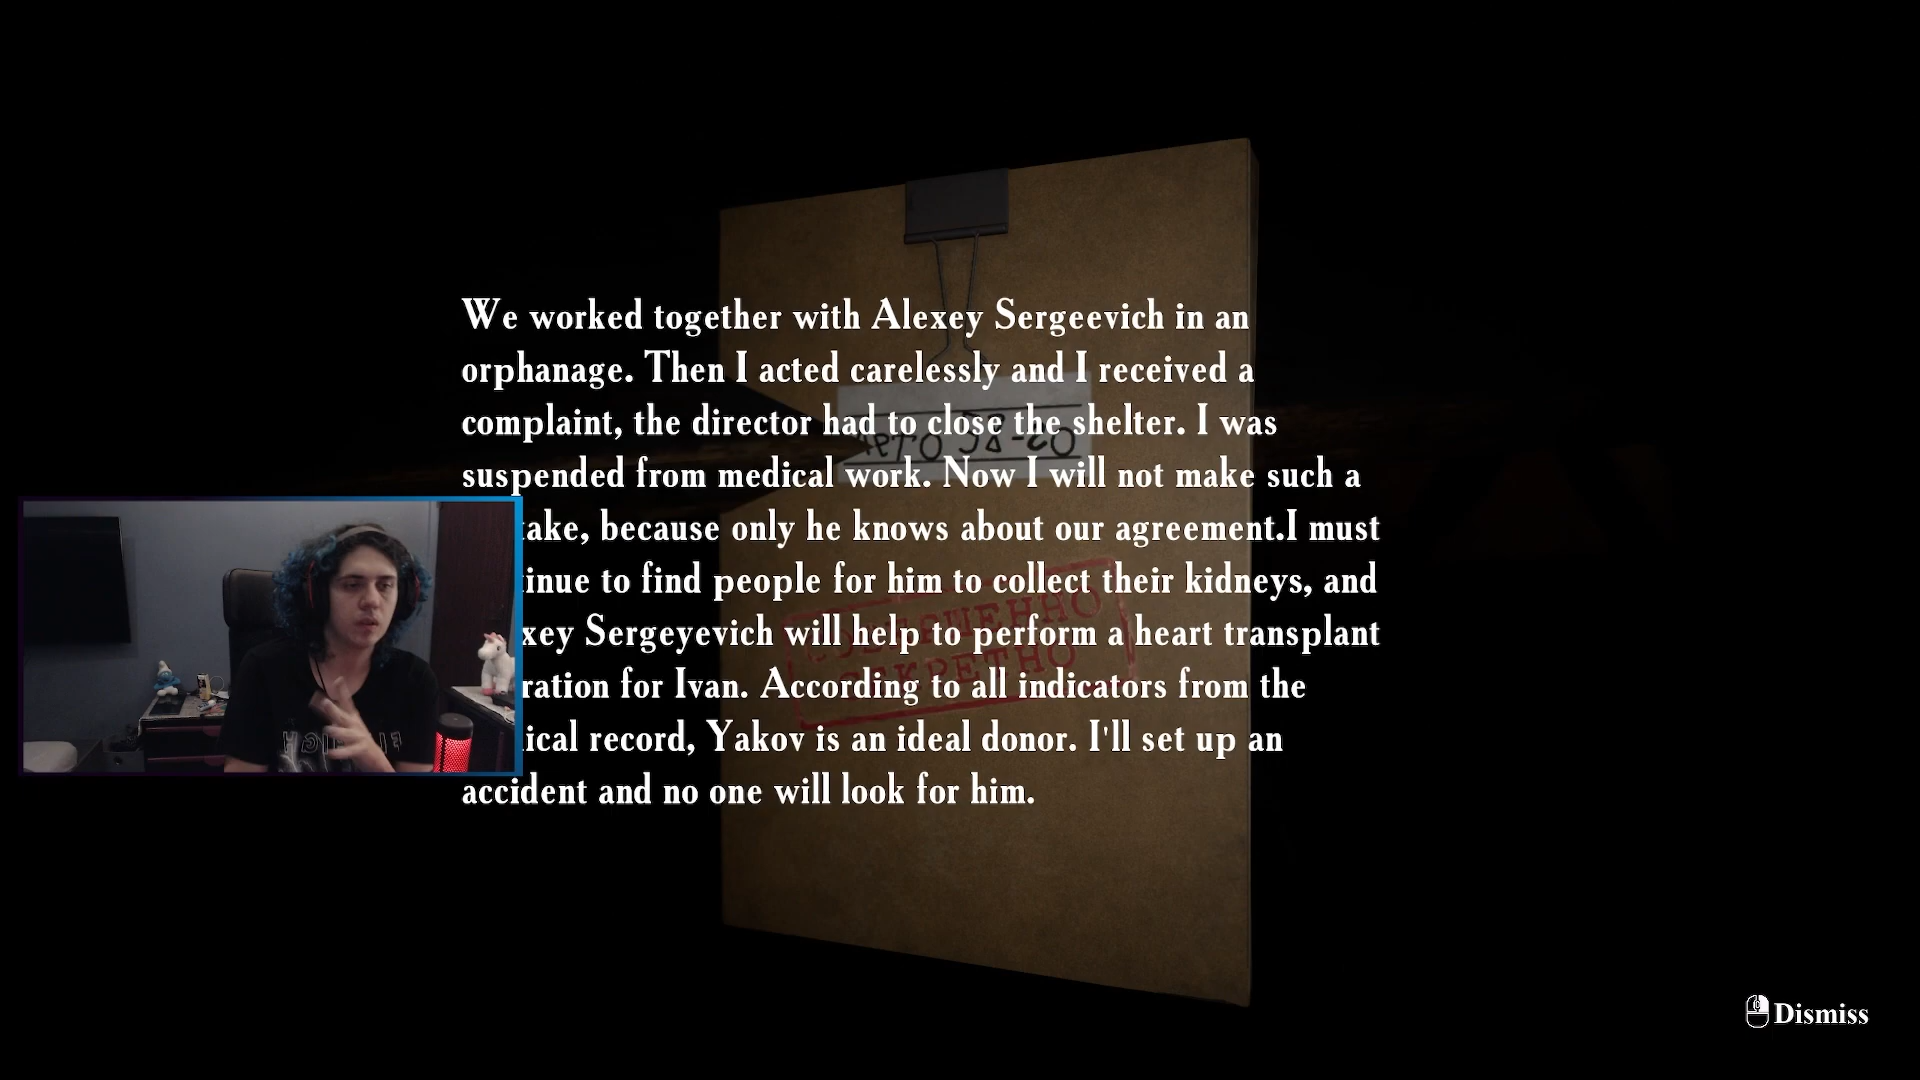 We worked together with Alexey Sergeevich in an
orphanage. Then I acted carelessly and I received a
complaint, the director had to close the shelter. I was
suspended from medical work. Now I will not make such a
take, because only he knows about our agreement.I must
tinue to find people for him to collect their kidneys, and
xey Sergeyevich will help to perform a heart transplant
ration for Ivan. According to all indicators from the
ical record, Yakov is an ideal donor. I'll set up an
accident and no one will look for him.
СОВЕРШЕННО
СЕКРЕТНО
Dismiss